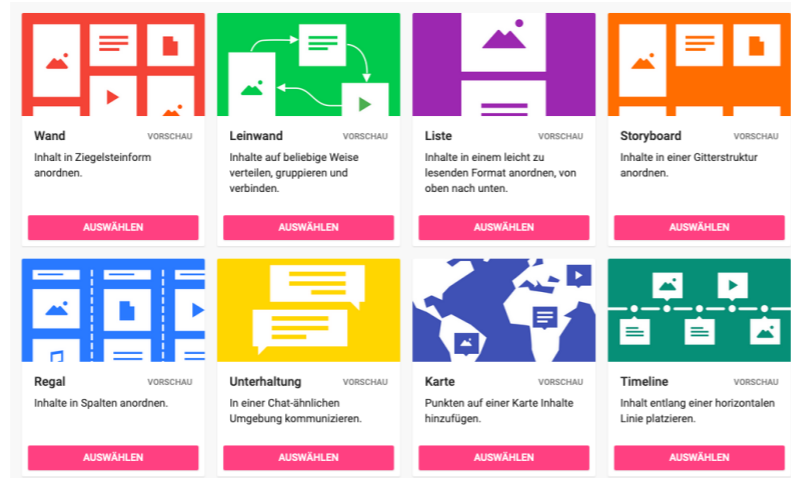 Wand VORSCHAU
Inhalt in Ziegelsteinform
anordnen.
AUSWÄHLEN
Leinwand VORSCHAU
Inhalte auf beliebige Weise
verteilen, gruppieren und
verbinden.
AUSWÄHLEN
Liste VORSCHAU
Inhalte in einem leicht zu
lesenden Format anordnen, von
oben nach unten.
AUSWÄHLEN
Storyboard VORSCHAU
Inhalte in einer Gitterstruktur
anordnen.
AUSWÄHLEN
Regal VORSCHAU
Inhalte in Spalten anordnen.
AUSWÄHLEN
Unterhaltung VORSCHAU
In einer Chat-ähnlichen
Umgebung kommunizieren.
AUSWÄHLEN
Karte VORSCHAU
Punkten auf einer Karte Inhalte
hinzufügen.
AUSWÄHLEN
Timeline VORSCHAU
Inhalt entlang einer horizontalen
Linie platzieren.
AUSWÄHLEN